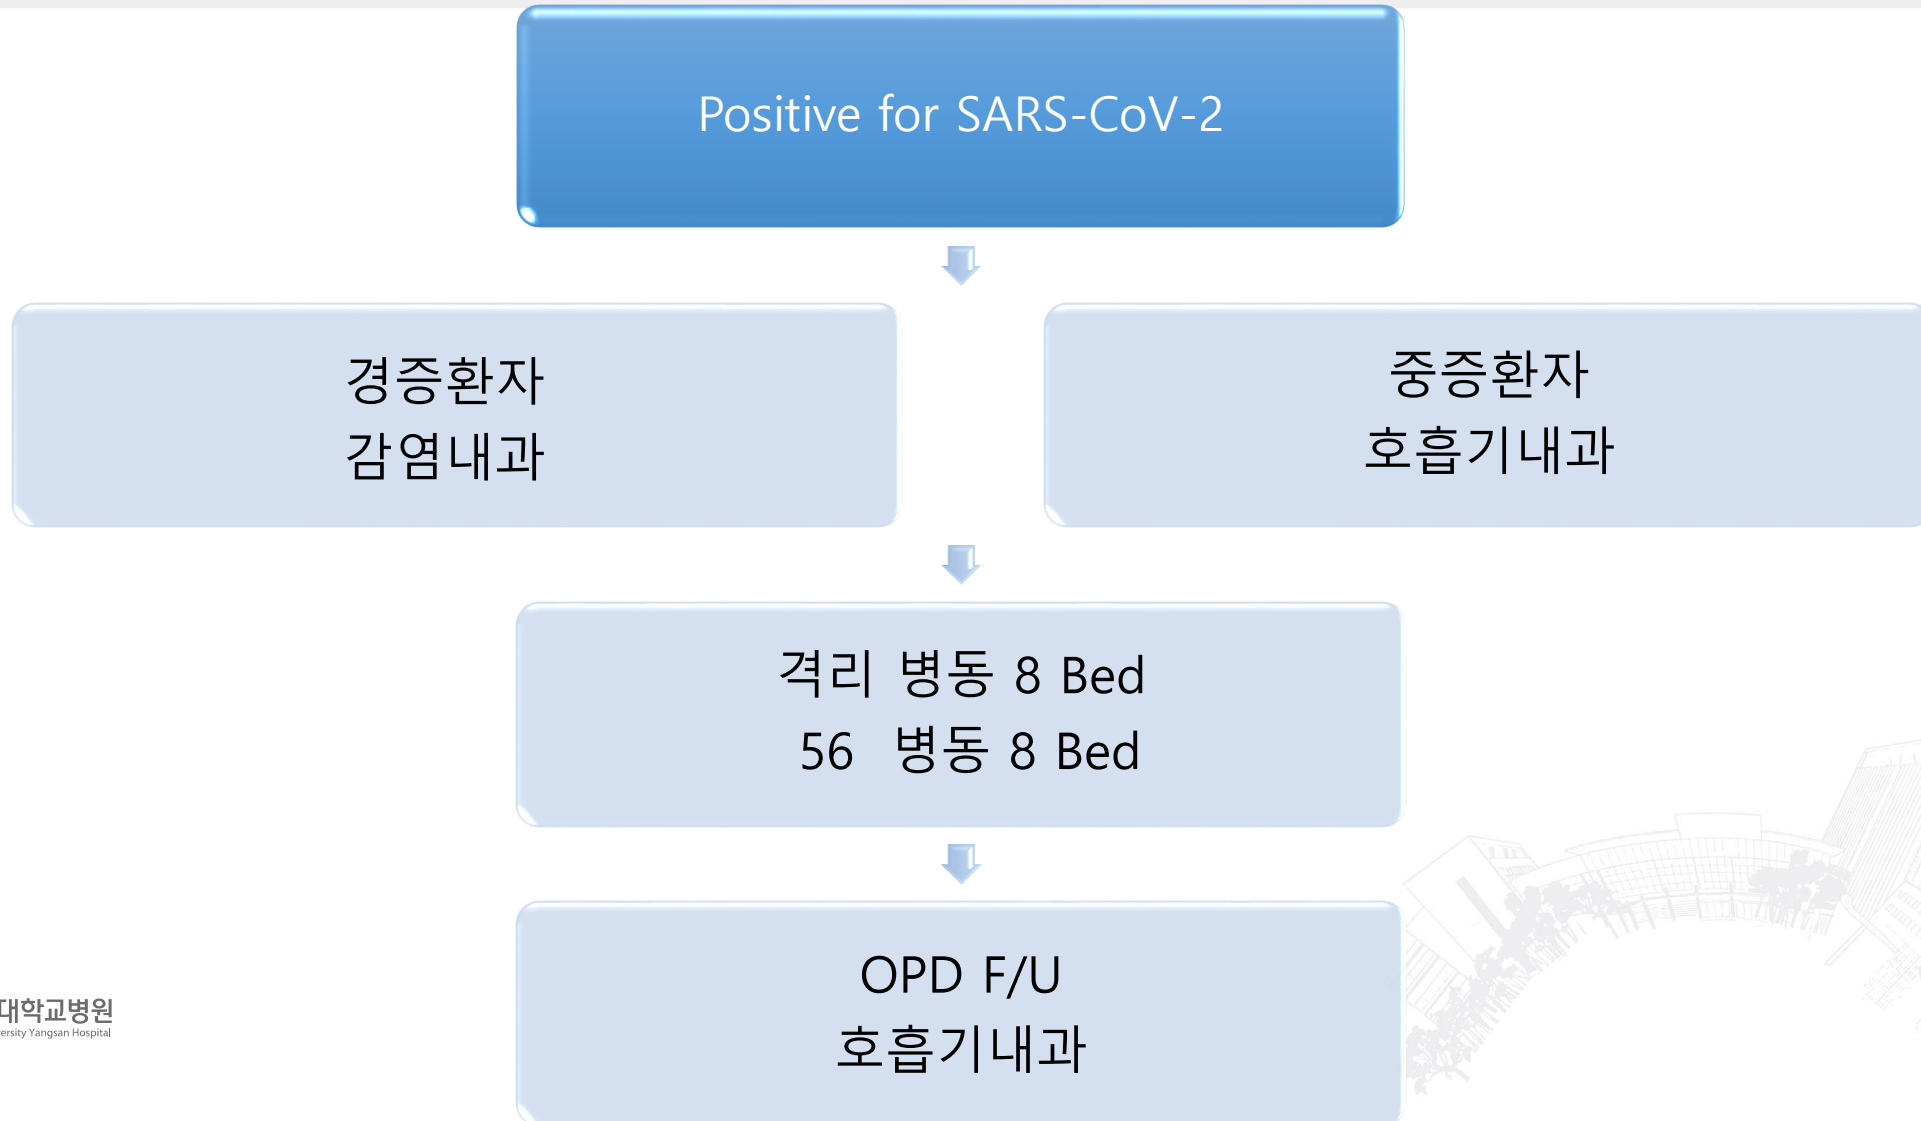 Positive for SARS-CoV-2
경증환자
감염내과
중증환자
호흡기내과
격리 병동 8 Bed
56 병동 8 Bed
OPD F/U
호흡기내과
대학교병원
ersity Yangsan Hospital